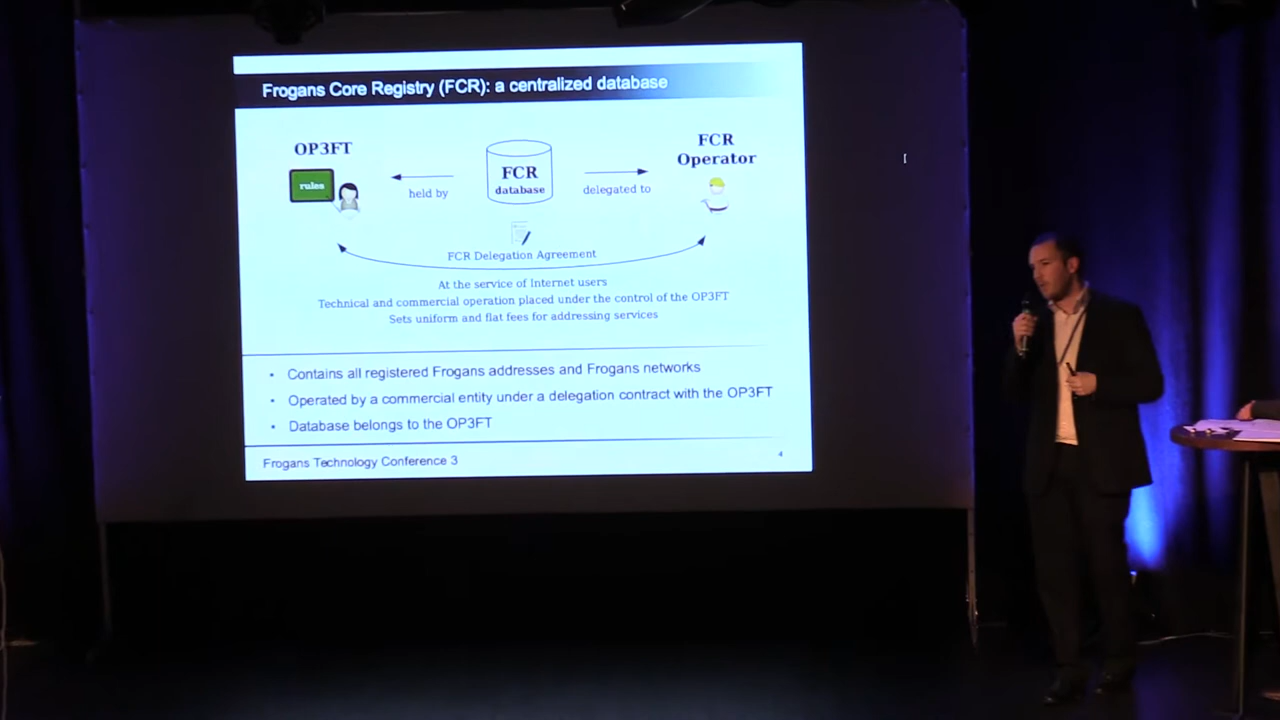 Frogans Core Registry (FCR): a centralized database
OP3FT
rules
held by
FCR
database
delegated to
FCR
Operator
FCR Delegation Agreement
At the service of Internet users
Technical and commercial operation placed under the control of the OP3FT
Sets uniform and flat fees for addressing services
• Contains all registered Frogans addresses and Frogans networks
• Operated by a commercial entity under a delegation contract with the OP3FT
• Database belongs to the OP3FT
Frogans Technology Conference 3
4